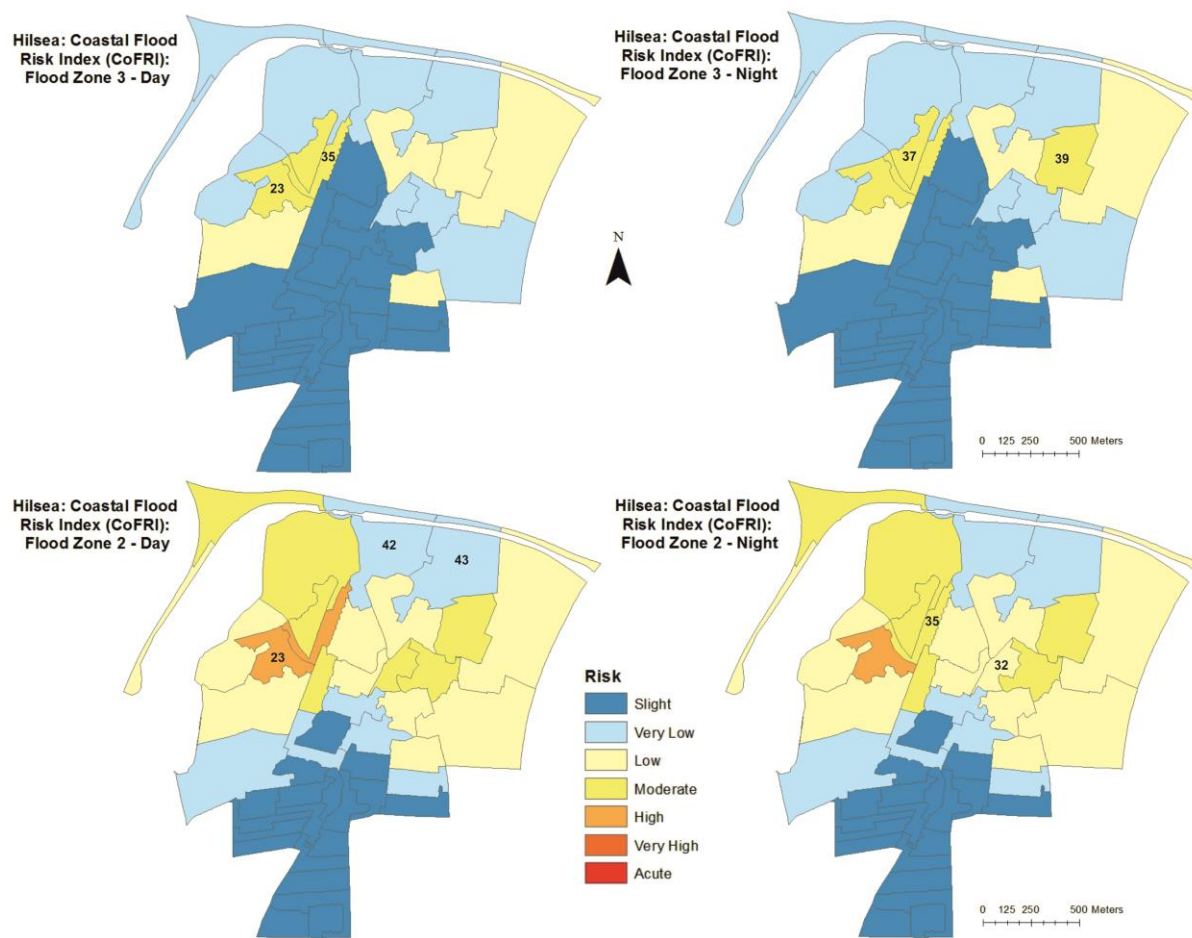 Hilsea: Coastal Flood
Risk Index (CoFRI):
Flood Zone 3 - Day
35
23
Hilsea: Coastal Flood
Risk Index (CoFRI):
Flood Zone 3 - Night
37
39
N
0 125 250 500 Meters
Hilsea: Coastal Flood
Risk Index (CoFRI):
Flood Zone 2 - Day
42
43
23
Hilsea: Coastal Flood
Risk Index (CoFRI):
Flood Zone 2 - Night
35
32
Risk
Slight
Very Low
Low
Moderate
High
Very High
Acute
0 125 250 500 Meters